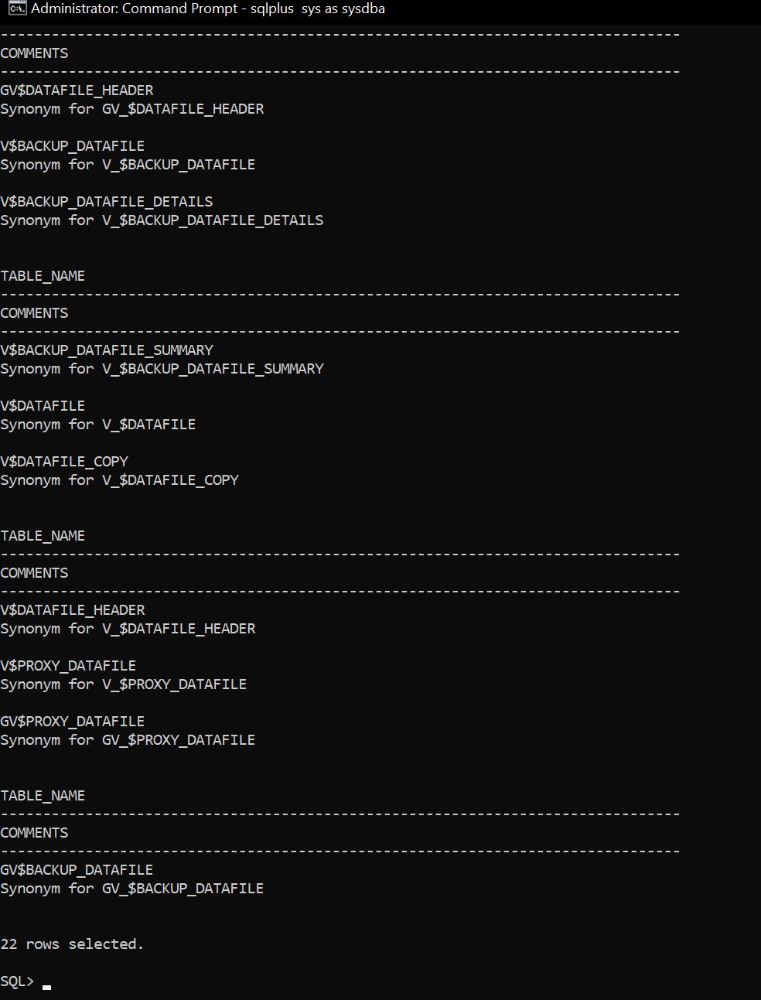 Administrator: Command Prompt - sqlplus  sys as sysdba
--------------------------------------------------------------------------------
COMMENTS
--------------------------------------------------------------------------------
GV$DATAFILE_HEADER
Synonym for GV_$DATAFILE_HEADER
V$BACKUP_DATAFILE
Synonym for V_$BACKUP_DATAFILE
V$BACKUP_DATAFILE_DETAILS
Synonym for V_$BACKUP_DATAFILE_DETAILS
TABLE_NAME
--------------------------------------------------------------------------------
COMMENTS
--------------------------------------------------------------------------------
V$BACKUP_DATAFILE_SUMMARY
Synonym for V_$BACKUP_DATAFILE_SUMMARY
V$DATAFILE
Synonym for V_$DATAFILE
V$DATAFILE_COPY
Synonym for V_$DATAFILE_COPY
TABLE_NAME
--------------------------------------------------------------------------------
COMMENTS
--------------------------------------------------------------------------------
V$DATAFILE_HEADER
Synonym for V_$DATAFILE_HEADER
V$PROXY_DATAFILE
Synonym for V_$PROXY_DATAFILE
GV$PROXY_DATAFILE
Synonym for GV_$PROXY_DATAFILE
TABLE_NAME
--------------------------------------------------------------------------------
COMMENTS
--------------------------------------------------------------------------------
GV$BACKUP_DATAFILE
Synonym for GV_$BACKUP_DATAFILE
22 rows selected.
SQL>